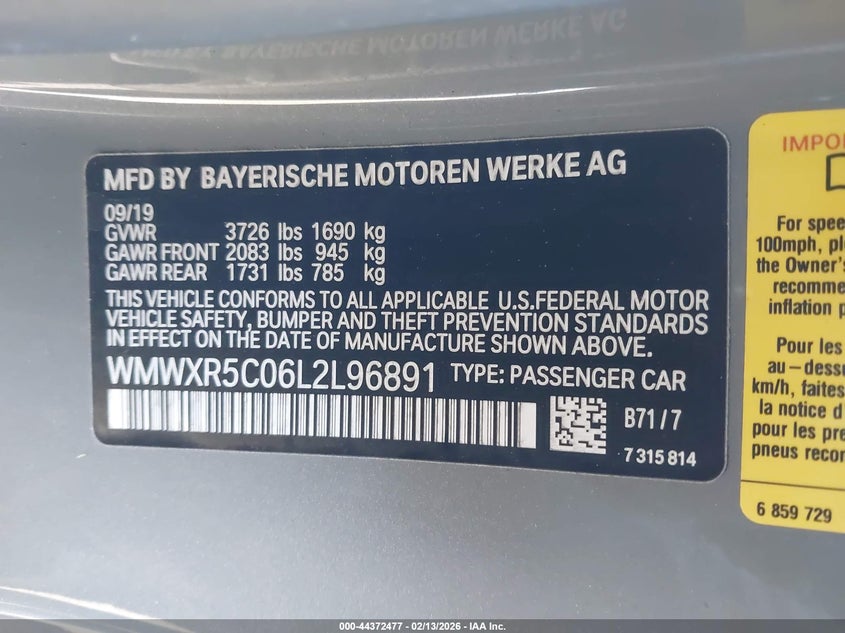 MFD BY BAYERISCHE MOTOREN WERKE AG
09/19
GVWR 3726 lbs 1690 kg
GAWR FRONT 2083 lbs 945 kg
GAWR REAR 1731 lbs 785 kg
THIS VEHICLE CONFORMS TO ALL APPLICABLE U.S.FEDERAL MOTOR
VEHICLE SAFETY, BUMPER AND THEFT PREVENTION STANDARDS
IN EFFECT ON THE DATE OF MANUFACTURE SHOWN ABOVE.
WMWXR5C06L2L96891 TYPE: PASSENGER CAR
B71/7
7 315 814
IMPO
For spee
100mph, pl
the Owner's
recomme
inflation p
Pour les
au-dessu
km/h, faites
la notice d'
pour les pre
pneus recom
6 859 729
000-44372477 - 02/13/2026 - IAA Inc.